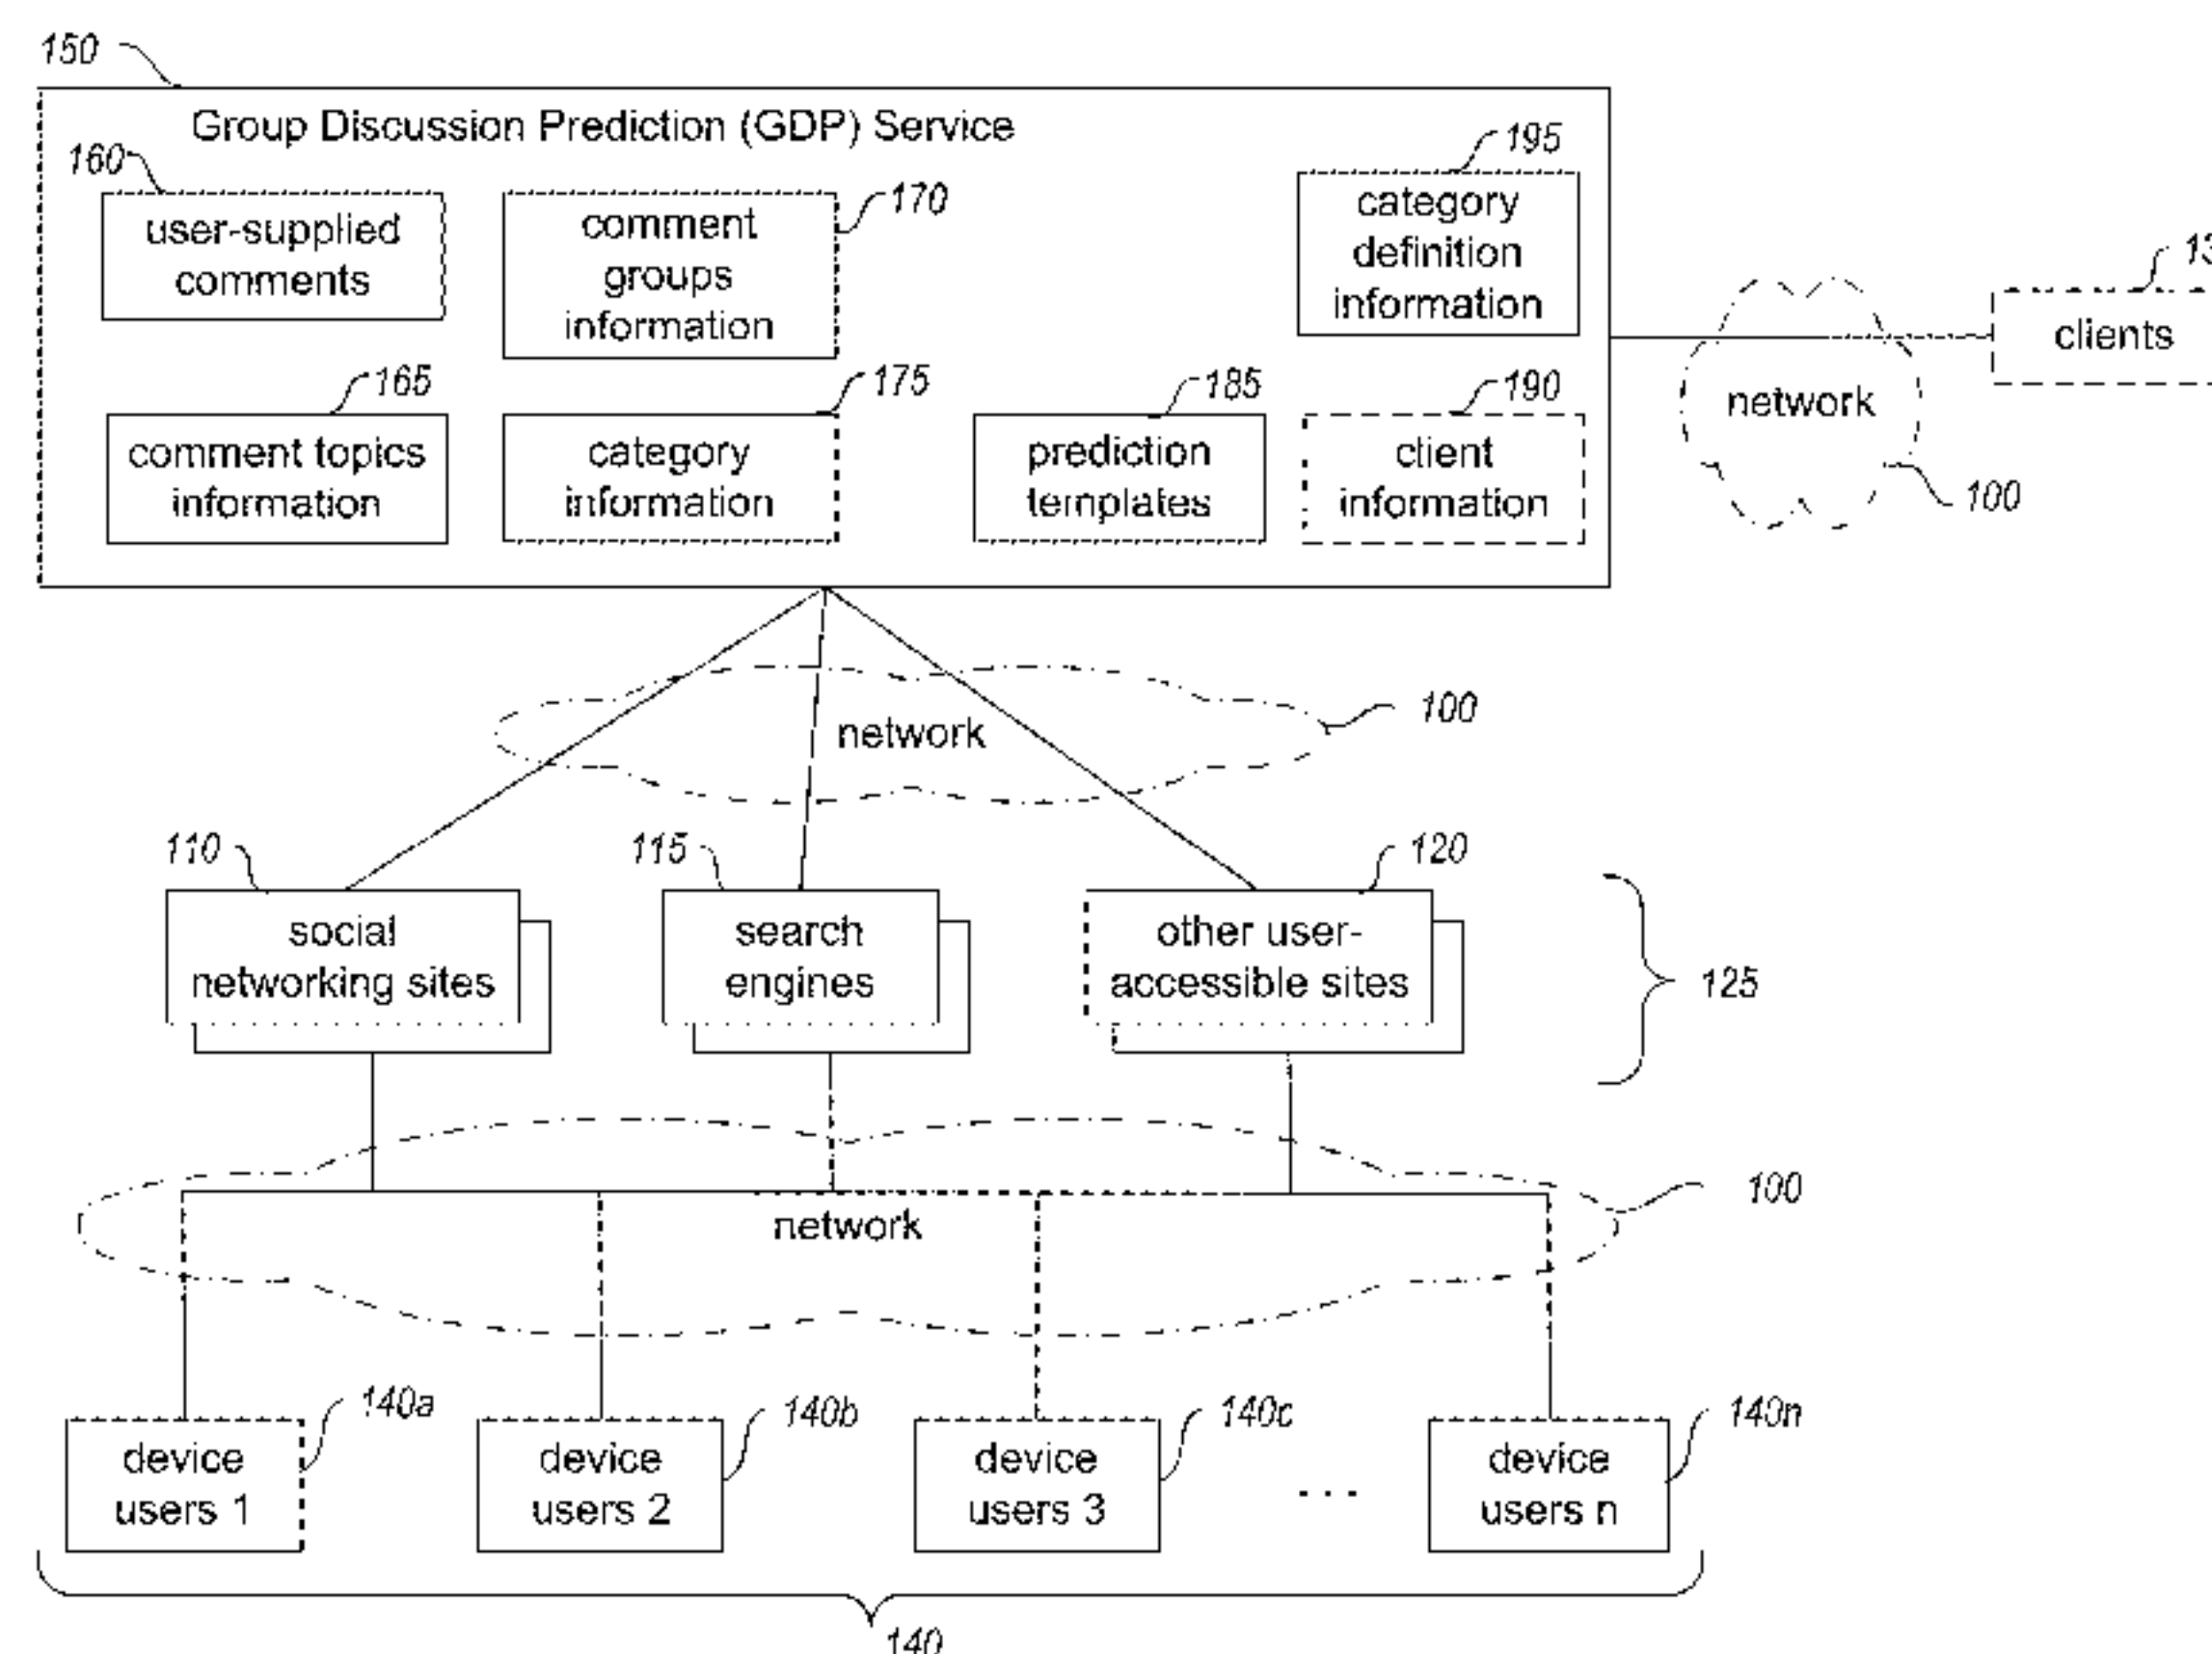 150
Group Discussion Prediction (GDP) Service
160
user-supplied
comments
170
comment
groups
information
195
category
definition
information
165
comment topics
information
175
category
information
185
prediction
templates
190
client
information
clients
network
100
network
100
110
social
networking sites
115
search
engines
120
other user-
accessible sites
125
network
100
140a
device
users 1
140b
device
users 2
140c
device
users 3
...
140n
device
users n
140